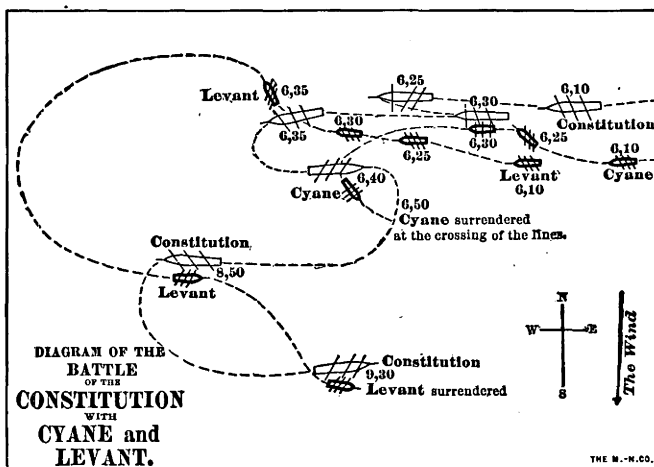 6,35
Levant
6,25
6,10
Constitution
6,30
6,35
6,30
6,25
6,30
6,25
6,10
Levant
6,10
Cyane
6,40
Cyane
6,50
Cyane surrendered
at the crossing of the lines.
Constitution
8,50
Levant
N
W E
S
The Wind
Constitution
9,30
Levant surrendered
DIAGRAM OF THE
BATTLE
OF THE
CONSTITUTION
WITH
CYANE and
LEVANT.
THE M.-N.CO.